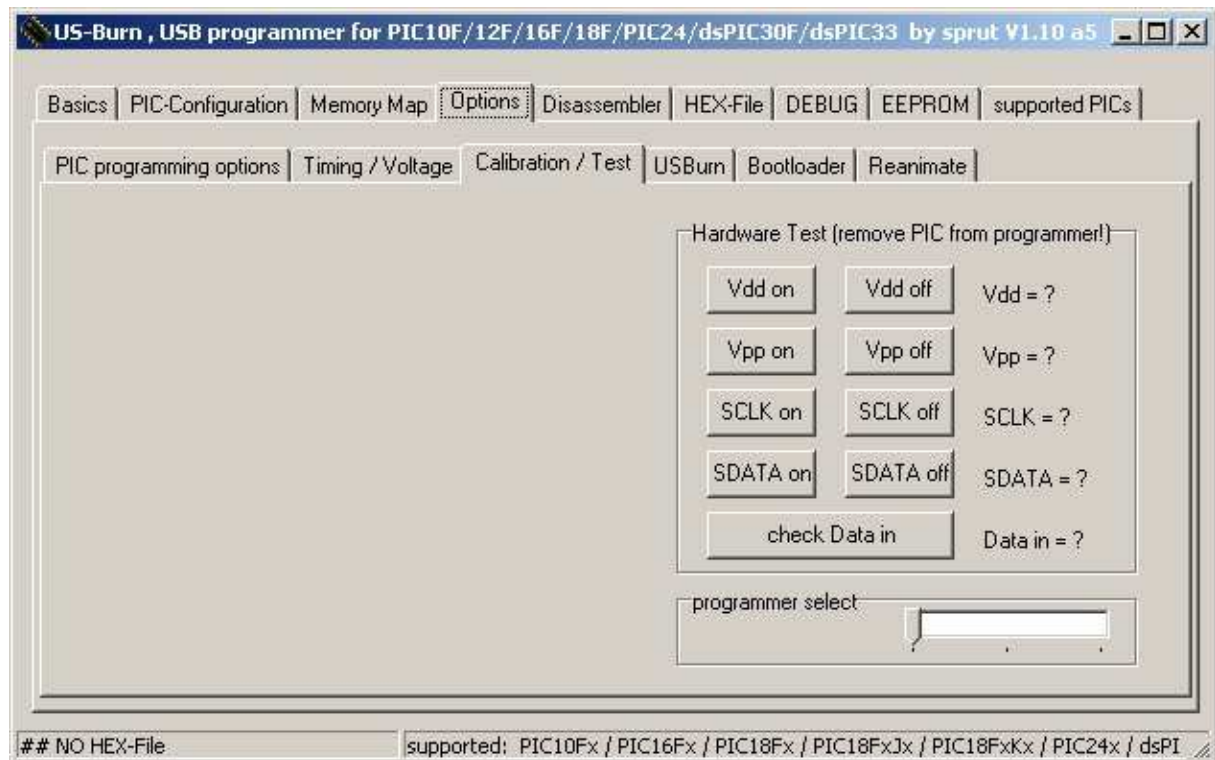 US-Burn , USB programmer for PIC10F/12F/16F/18F/PIC24/dsPIC30F/dsPIC33 by sprut V1.10 a5
Basics PIC-Configuration Memory Map Options Disassembler HEX-File DEBUG EEPROM supported PICs
PIC programming options Timing / Voltage Calibration / Test USBurn Bootloader Reanimate
Hardware Test (remove PIC from programmer!)
Vdd on Vdd off Vdd = ?
Vpp on Vpp off Vpp = ?
SCLK on SCLK off SCLK = ?
SDATA on SDATA off SDATA = ?
check Data in Data in = ?
programmer select
## NO HEX-File supported: PIC10Fx / PIC16Fx / PIC18Fx / PIC18FxJx / PIC18FxKx / PIC24x / dsPI